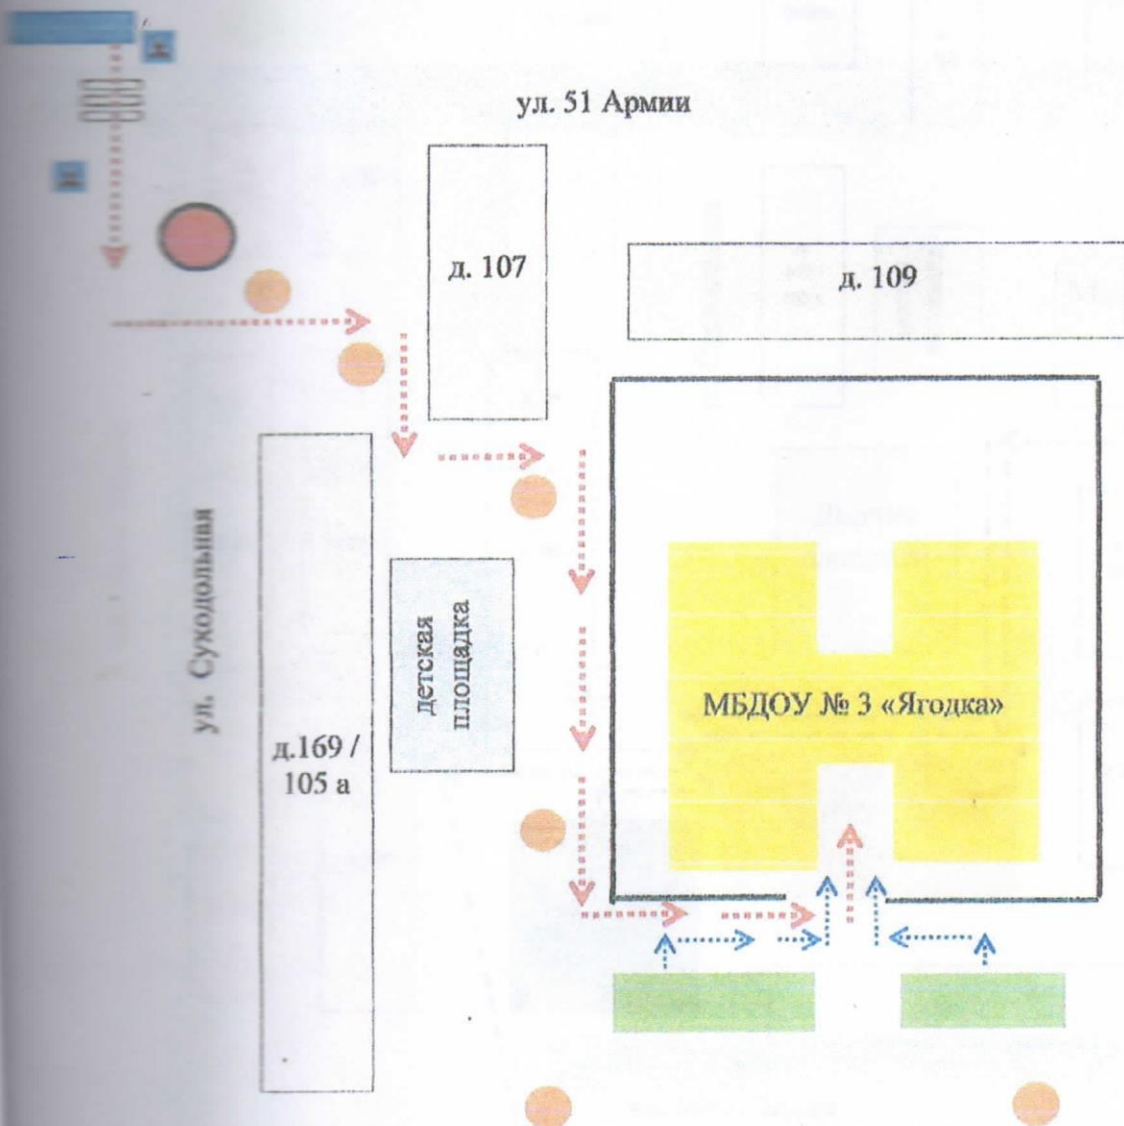 ул. 51 Армии
д. 107
д. 109
ул. Суходольная
детская
площадка
МБДОУ № 3 «Ягодка»
д.169 /
105 а